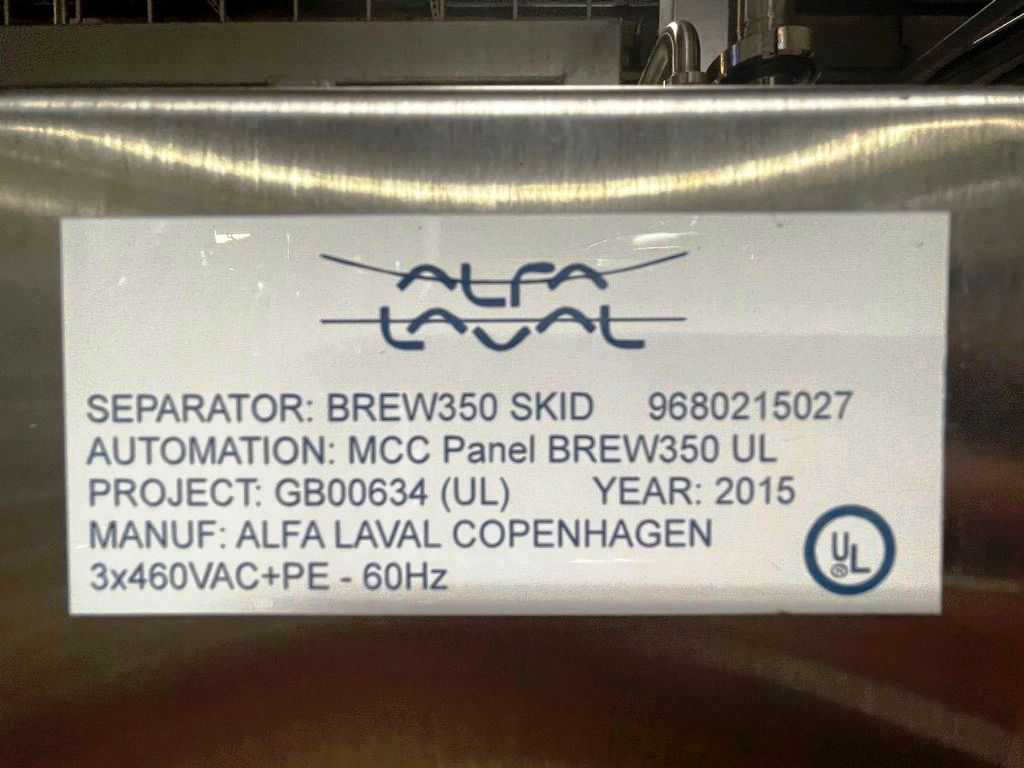 ALFA
LAVAL
SEPARATOR: BREW350 SKID 9680215027
AUTOMATION: MCC Panel BREW350 UL
PROJECT: GB00634 (UL) YEAR: 2015
MANUF: ALFA LAVAL COPENHAGEN
3x460VAC+PE - 60Hz
UL
®